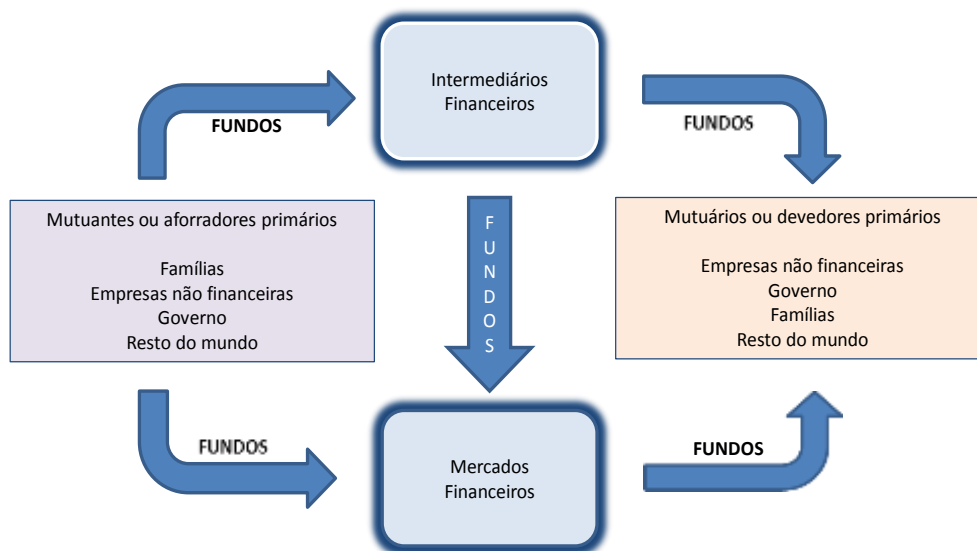 Intermediários
Financeiros
FUNDOS
FUNDOS
Mutuantes ou aforradores primários
Famílias
Empresas não financeiras
Governo
Resto do mundo
F
U
N
D
O
S
Mutuários ou devedores primários
Empresas não financeiras
Governo
Famílias
Resto do mundo
FUNDOS
Mercados
Financeiros
FUNDOS